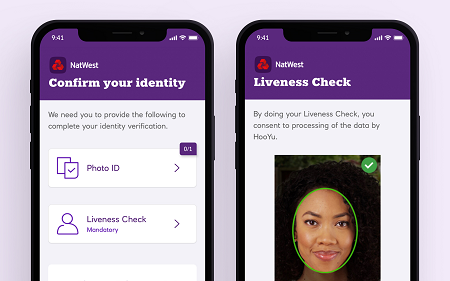 9:41
NatWest
Confirm your identity
We need you to provide the following to
complete your identity verification.
0/1
Photo ID
Liveness Check
Mandatory
9:41
NatWest
Liveness Check
By doing your Liveness Check, you
consent to processing of the data by
HooYu.